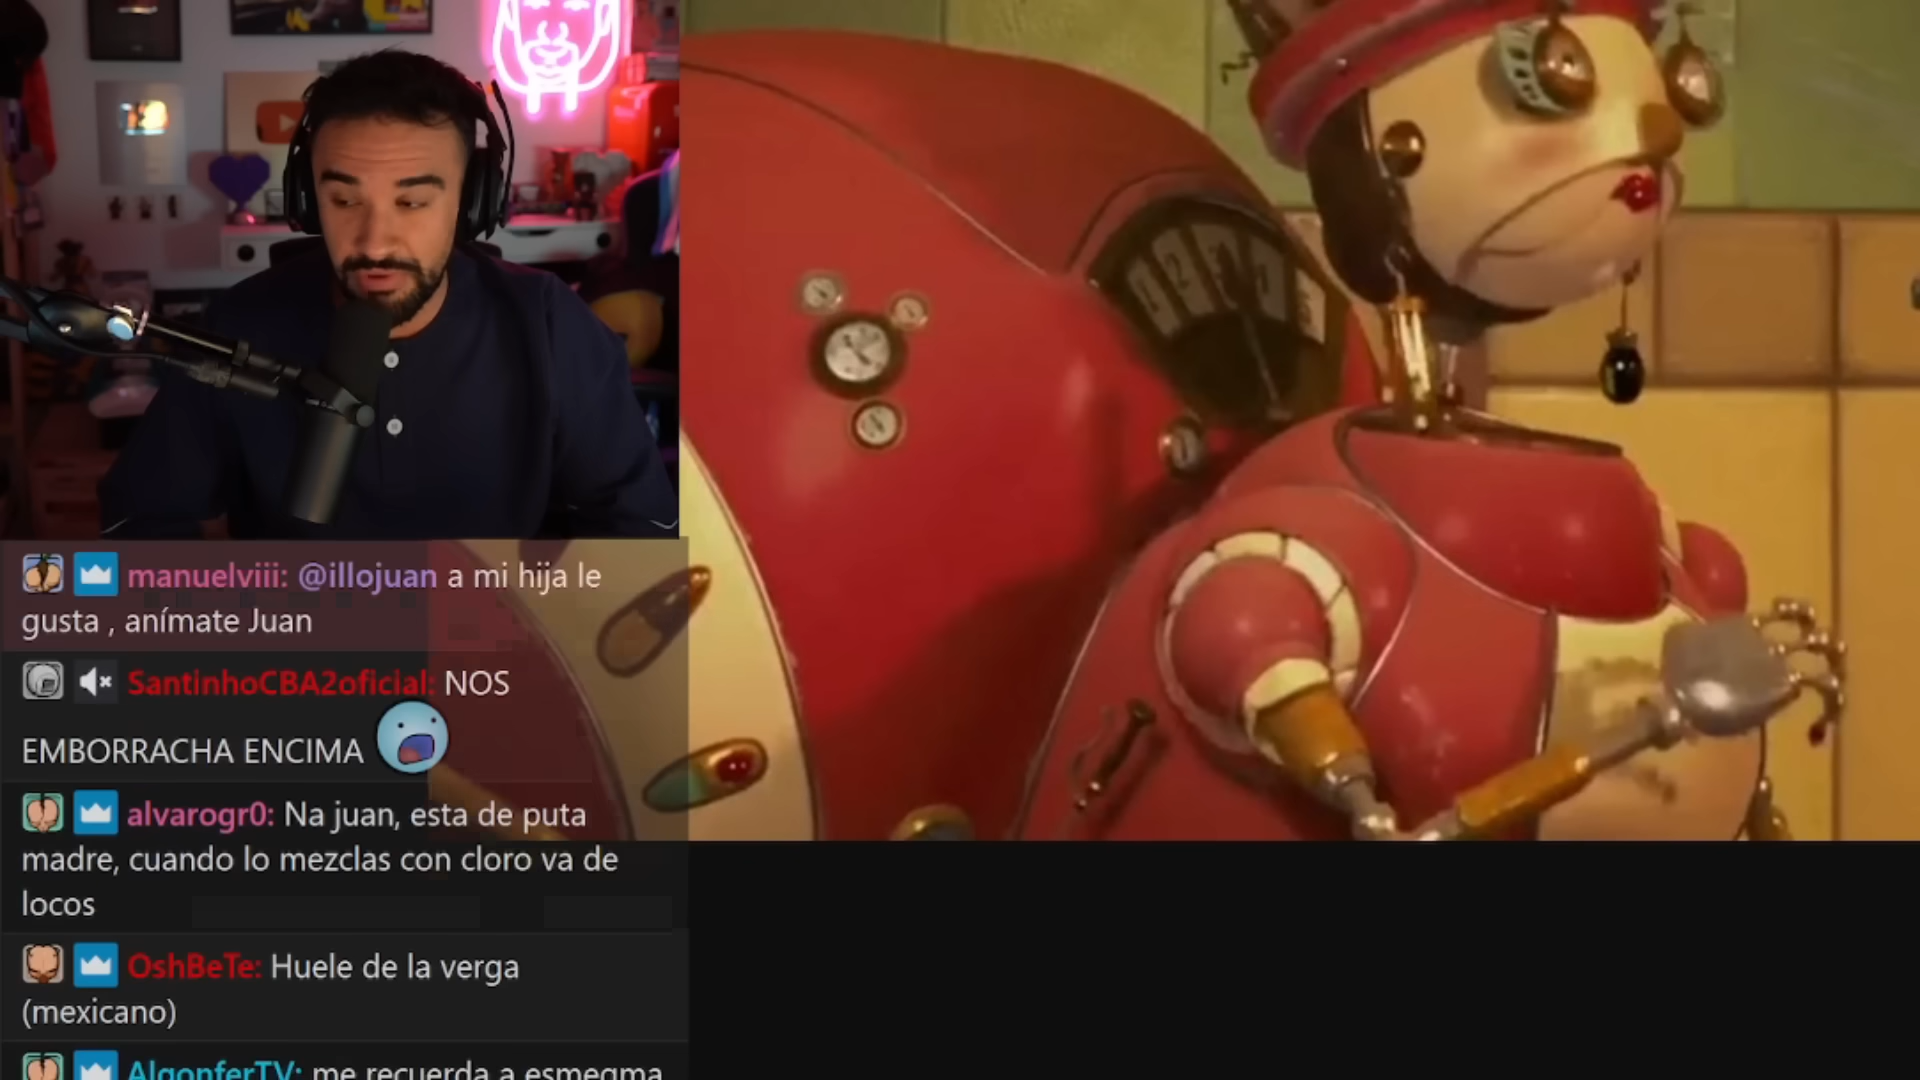 manuelviii: @illojuan a mi hija le
gusta , anímate Juan
SantinhoCBA2oficial: NOS
EMBORRACHA ENCIMA
alvarogr0: Na juan, esta de puta
madre, cuando lo mezclas con cloro va de
locos
OshBeTe: Huele de la verga
(mexicano)
AlgonferTV: me recuerda a esmegma